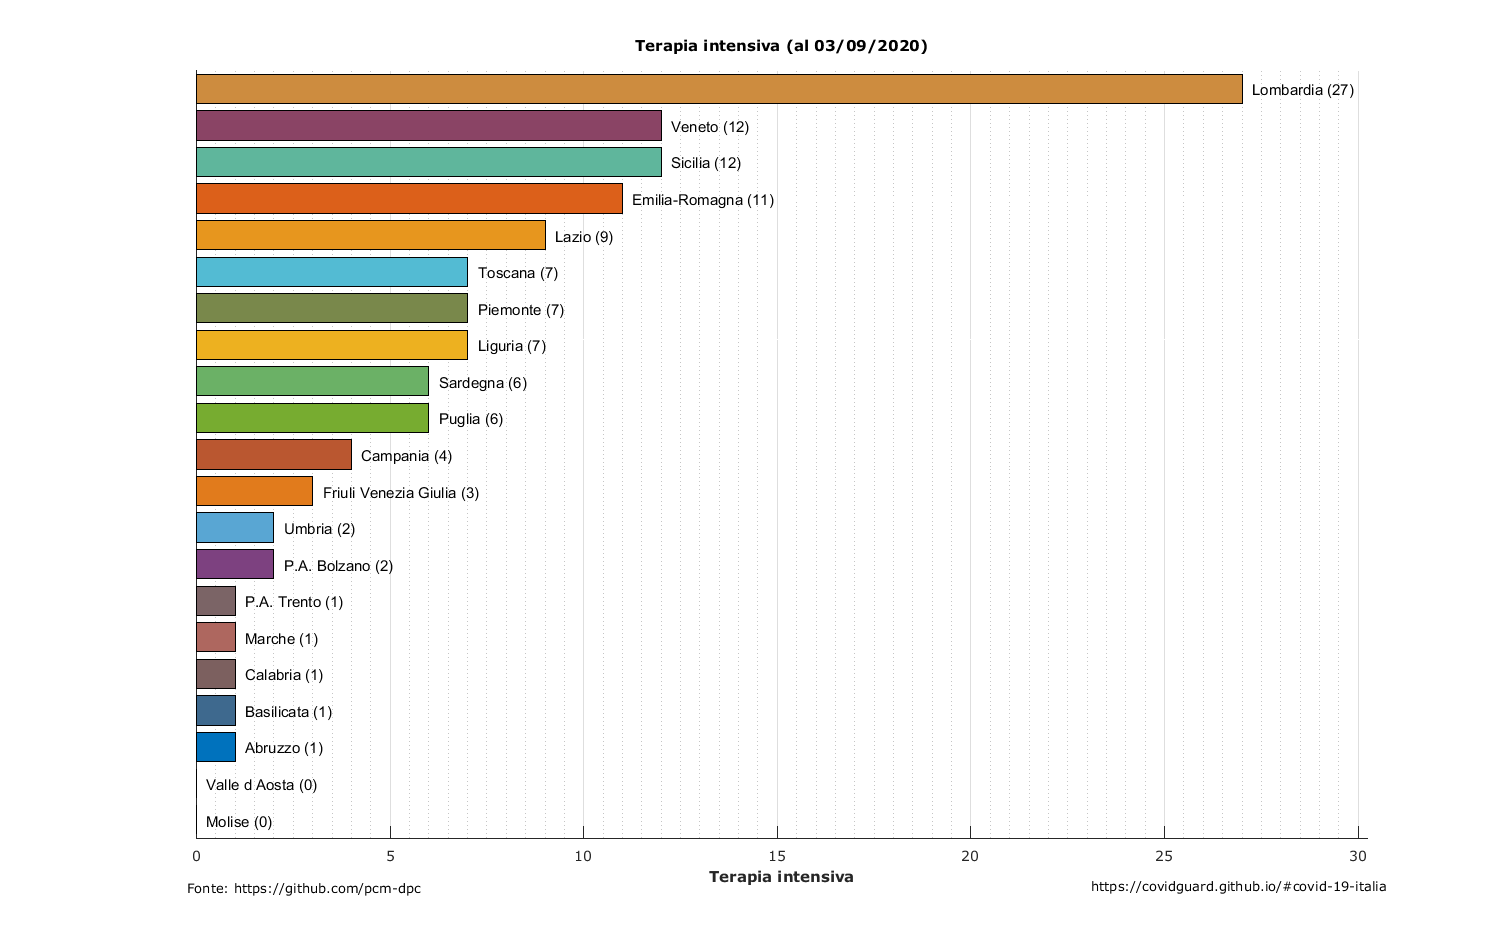 Terapia intensiva (al 03/09/2020)
Lombardia (27)
Veneto (12)
Sicilia (12)
Emilia-Romagna (11)
Lazio (9)
Toscana (7)
Piemonte (7)
Liguria (7)
Sardegna (6)
Puglia (6)
Campania (4)
Friuli Venezia Giulia (3)
Umbria (2)
P.A. Bolzano (2)
P.A. Trento (1)
Marche (1)
Calabria (1)
Basilicata (1)
Abruzzo (1)
Valle d Aosta (0)
Molise (0)
0 5 10 15 20 25 30
Terapia intensiva
Fonte: https://github.com/pcm-dpc
https://covidguard.github.io/#covid-19-italia